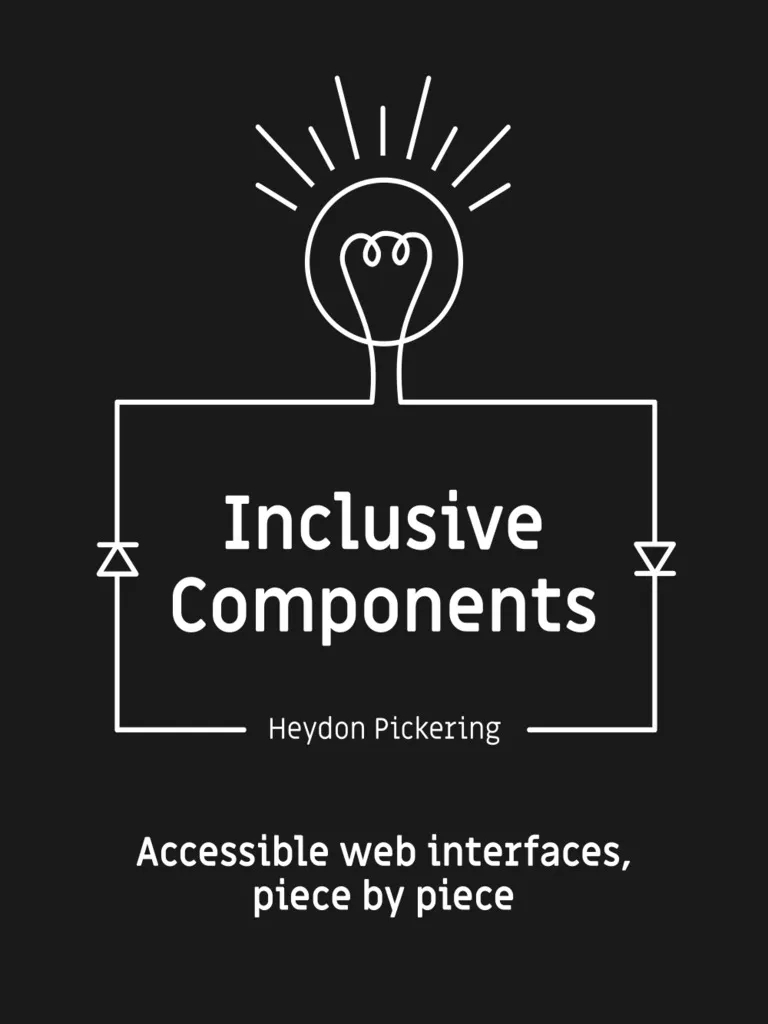 Inclusive
Components
Heydon Pickering
Accessible web interfaces,
piece by piece